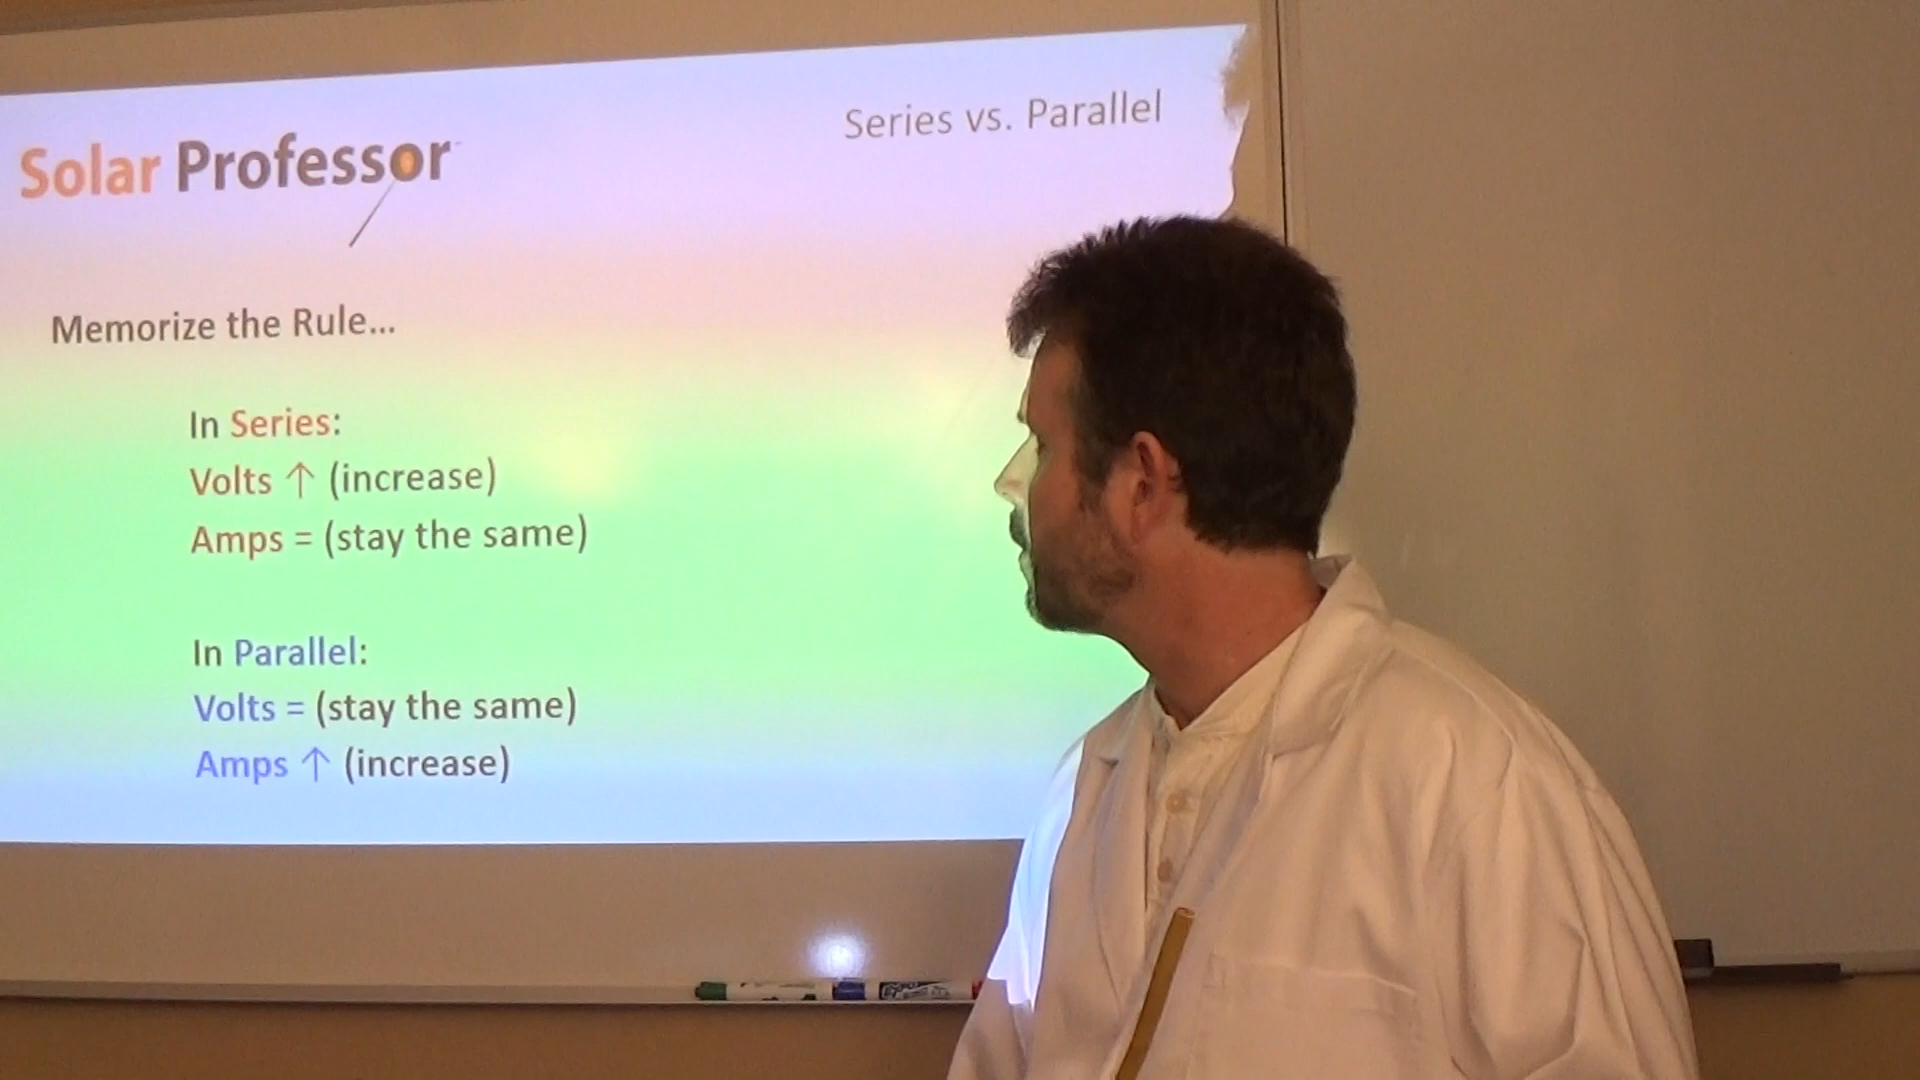 Series vs. Parallel
Solar Professor
Memorize the Rule...
In Series:
Volts ↑ (increase)
Amps = (stay the same)
In Parallel:
Volts = (stay the same)
Amps ↑ (increase)
EXPO